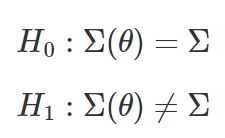 H₀ : Σ(θ) = Σ
H₁ : Σ(θ) ≠ Σ